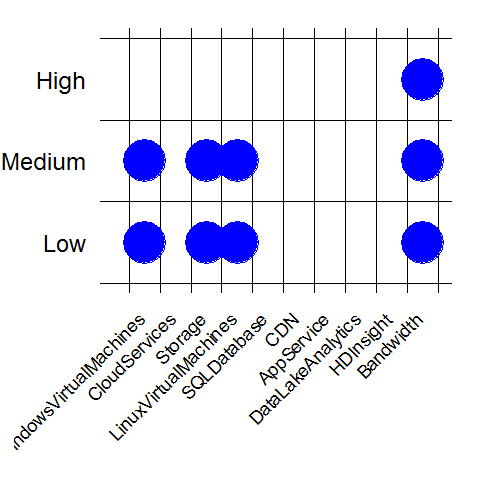 High
Medium
Low
ndowsVirtualMachines
CloudServices
Storage
LinuxVirtualMachines
SQLDatabase
CDN
AppService
DataLakeAnalytics
HDInsight
Bandwidth